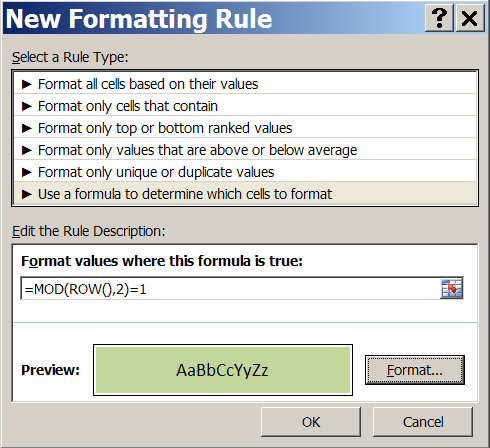 New Formatting Rule
Select a Rule Type:
► Format all cells based on their values
► Format only cells that contain
► Format only top or bottom ranked values
► Format only values that are above or below average
► Format only unique or duplicate values
► Use a formula to determine which cells to format
Edit the Rule Description:
Format values where this formula is true:
=MOD(ROW(),2)=1
Preview: AaBbCcYyZz Format...
OK Cancel